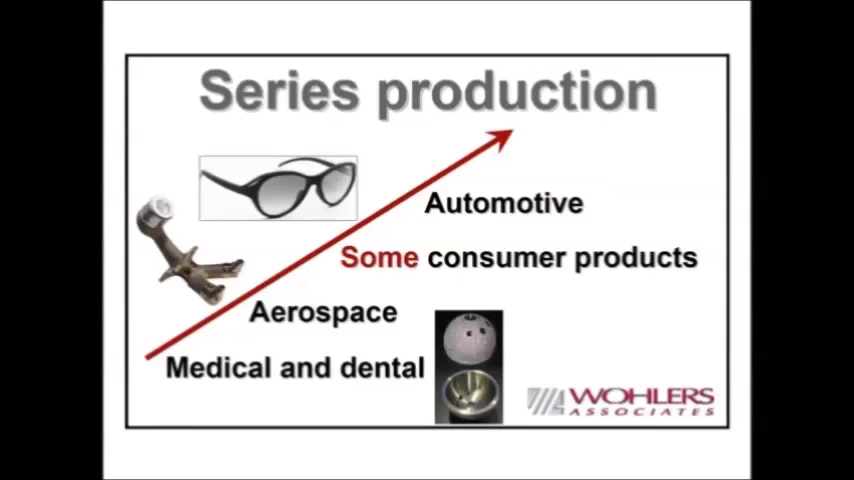 Series production
Automotive
Some consumer products
Aerospace
Medical and dental
WOHLERS
ASSOCIATES